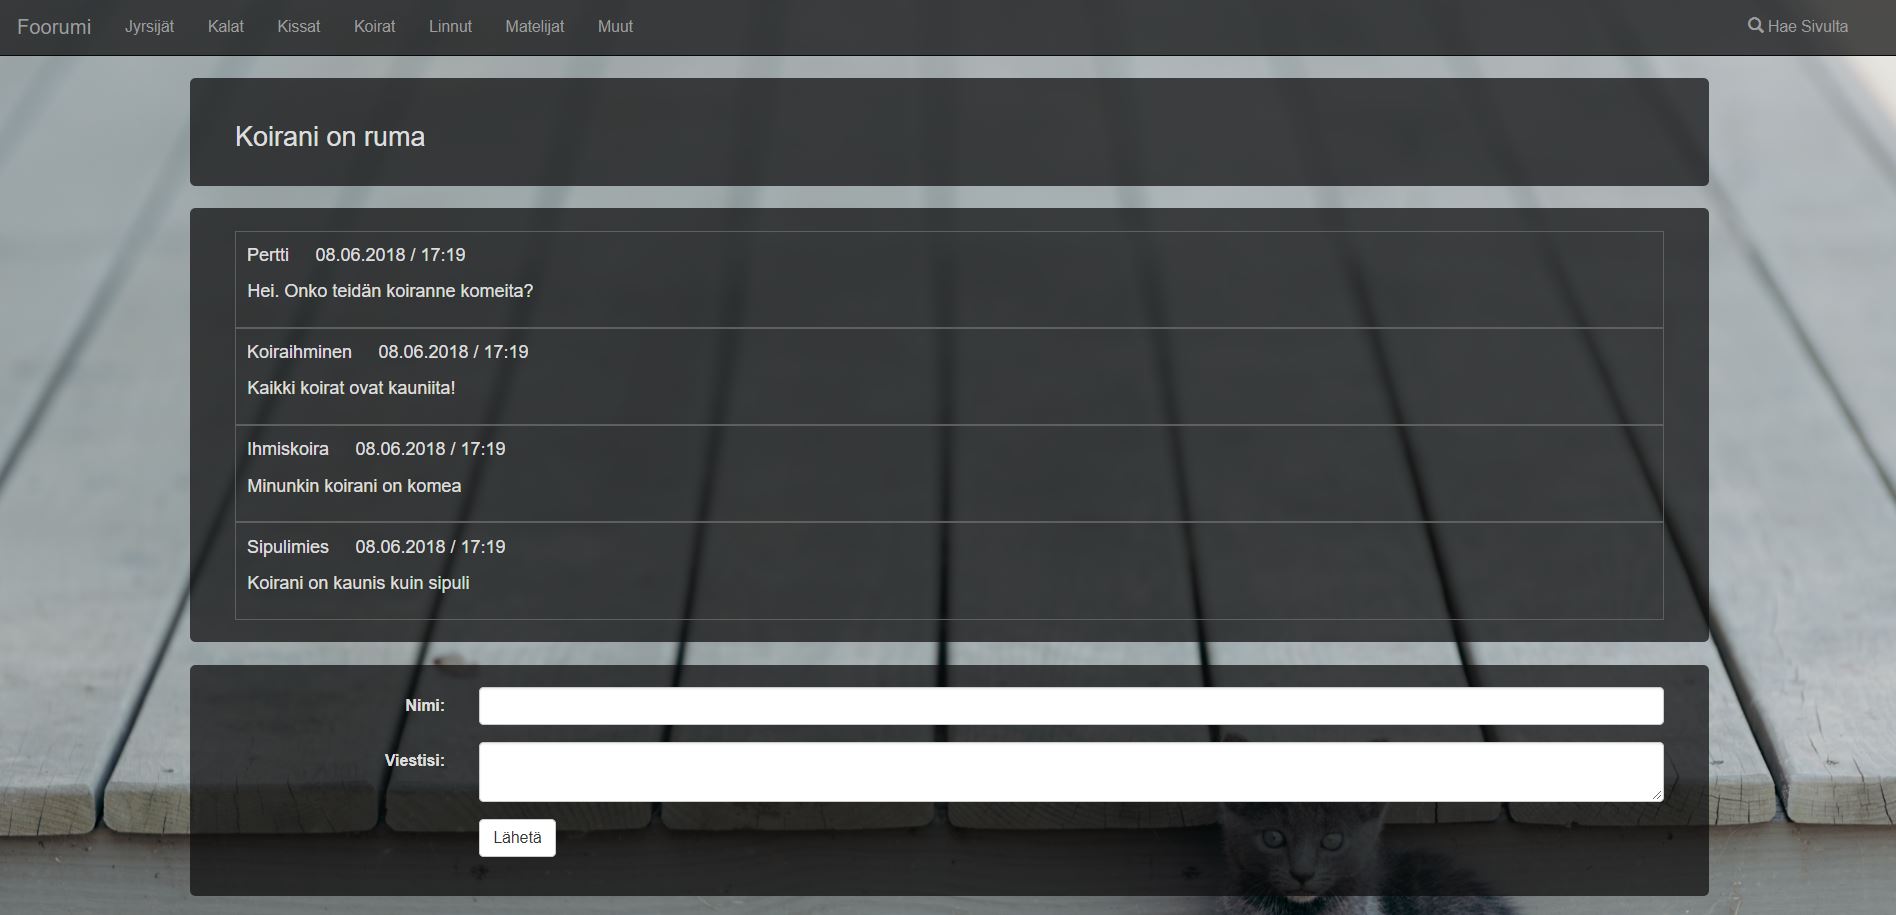 Foorumi Jyrsijät Kalat Kissat Koirat Linnut Matelijat Muut Hae Sivulta
Koirani on ruma
Pertti 08.06.2018 / 17:19
Hei. Onko teidän koiranne komeita?
Koiraihminen 08.06.2018 / 17:19
Kaikki koirat ovat kauniita!
Ihmiskoira 08.06.2018 / 17:19
Minunkin koirani on komea
Sipulimies 08.06.2018 / 17:19
Koirani on kaunis kuin sipuli
Nimi:
Viestisi:
Lähetä